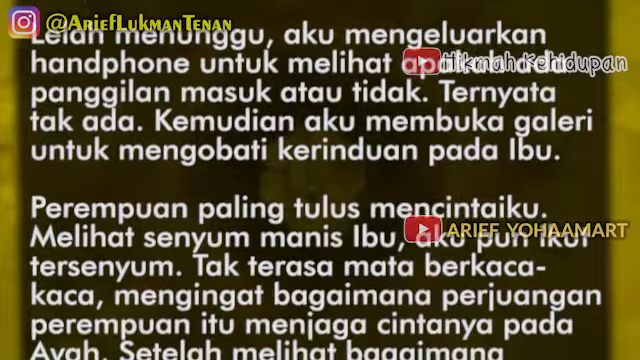 @ArieflukmanTenan
Lelah menunggu, aku mengeluarkan
handphone untuk melihat
Hikmah Kehidupan
panggilan masuk atau tidak. Ternyata
tak ada. Kemudian aku membuka galeri
untuk mengobati kerinduan pada Ibu.
Perempuan paling tulus mencintaiku.
Melihat senyum manis Ibu, aku pun ikut
ARIEF YOHAAMART
tersenyum. Tak terasa mata berkaca-
kaca, mengingat bagaimana perjuangan
perempuan itu menjaga cintanya pada
Ayah. Setelah melihat bagaimana